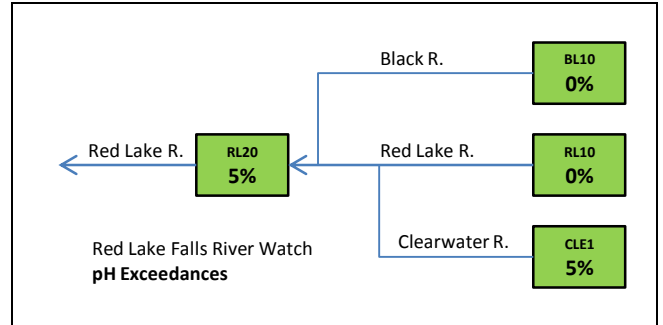 Black R.
BL10
0%
Red Lake R.
RL20
5%
Red Lake R.
RL10
0%
Clearwater R.
CLE1
5%
Red Lake Falls River Watch
pH Exceedances